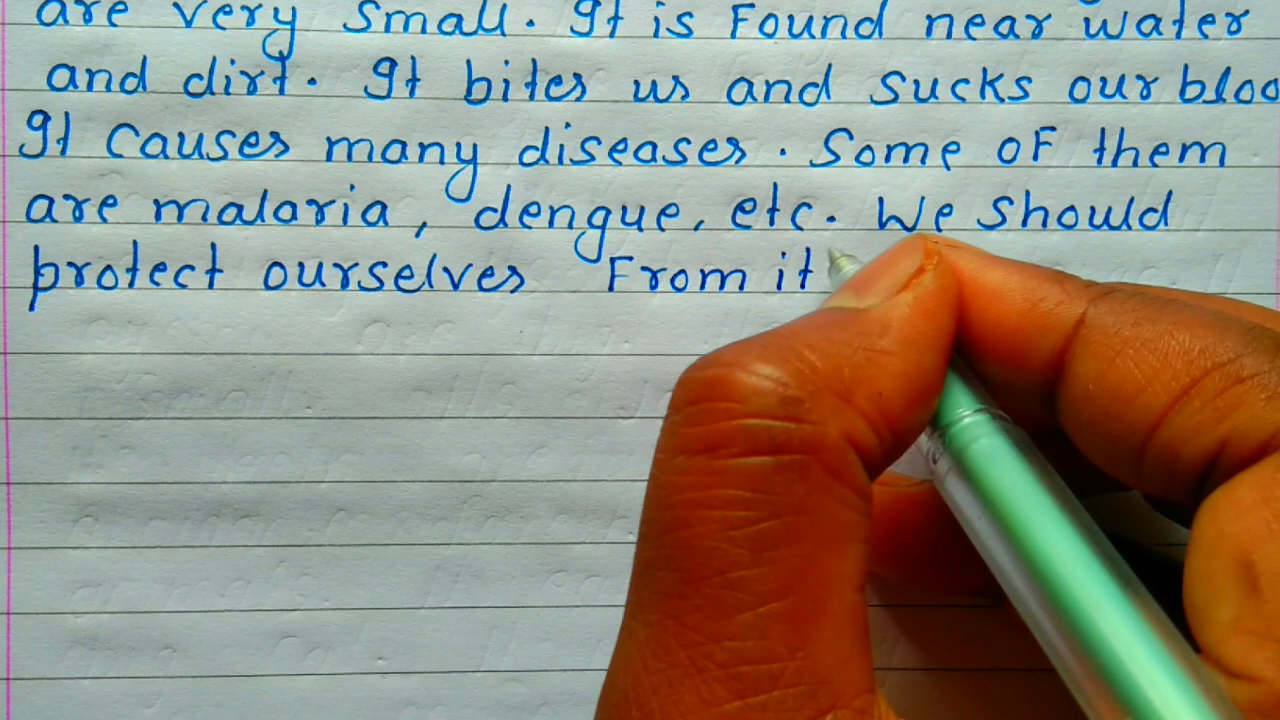 are very small. It is Found near water
and dirt. It bites us and sucks our bloo
It causes many diseases. Some of them
are malaria, dengue, etc. We should
protect ourselves From it